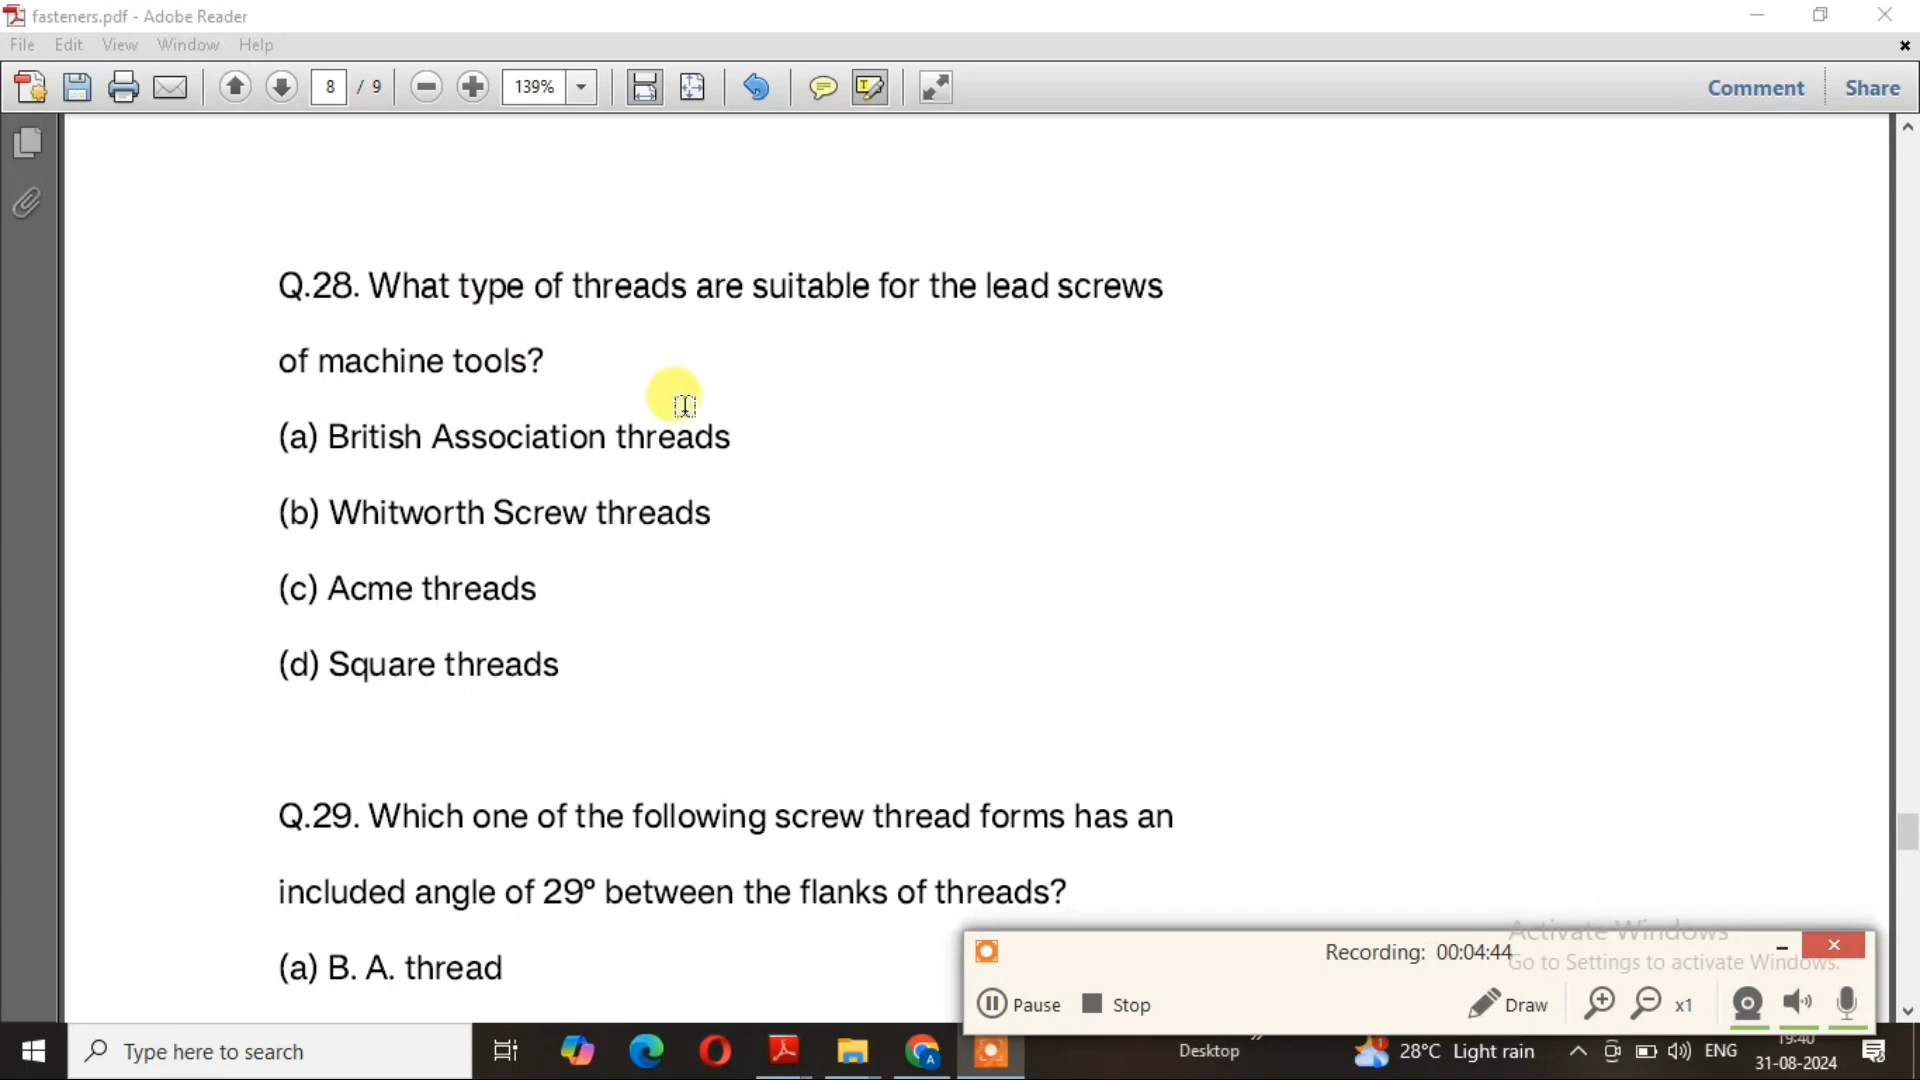 fasteners.pdf - Adobe Reader
File Edit View Window Help
8 / 9 139% Comment Share
Q.28. What type of threads are suitable for the lead screws
of machine tools?
(a) British Association threads
(b) Whitworth Screw threads
(c) Acme threads
(d) Square threads
Q.29. Which one of the following screw thread forms has an
included angle of 29º between the flanks of threads?
(a) B. A. thread
Activate Windows
Recording: 00:04:44
Go to Settings to activate Windows.
Pause Stop Draw x1
Type here to search
Desktop
28°C Light rain
ENG
19:40
31-08-2024